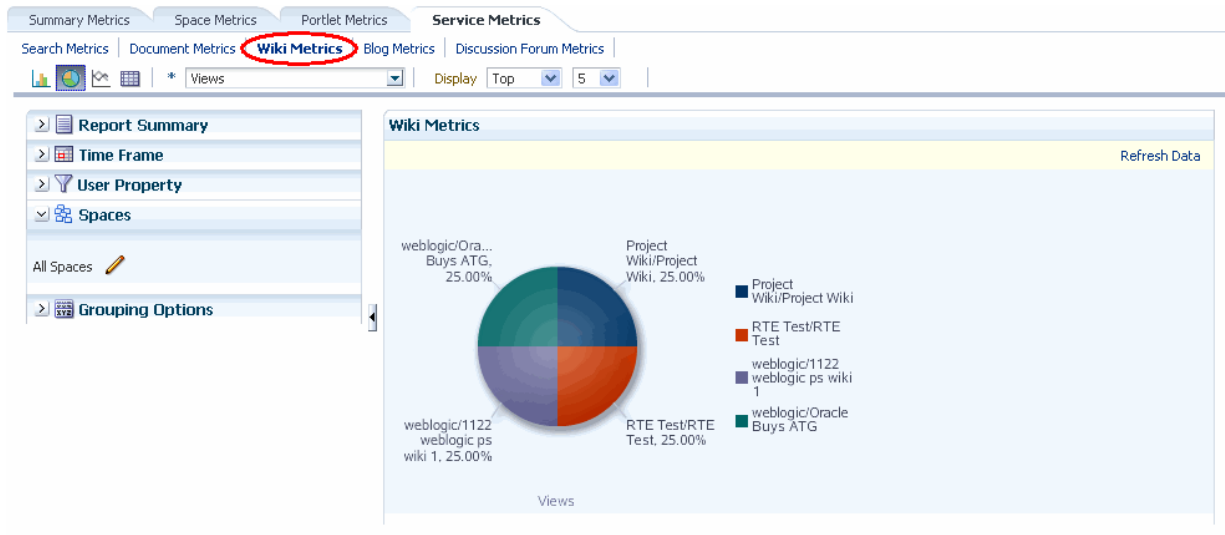 Summary Metrics Space Metrics Portlet Metrics Service Metrics
Search Metrics Document Metrics Wiki Metrics Blog Metrics Discussion Forum Metrics
* Views Display Top 5
Report Summary
Time Frame
User Property
Spaces
All Spaces
Grouping Options
Wiki Metrics
Refresh Data
weblogic/Ora...
Buys ATG,
25.00%
Project
Wiki/Project
Wiki, 25.00%
weblogic/1122
weblogic ps
wiki 1, 25.00%
RTE Test/RTE
Test, 25.00%
Views
Project
Wiki/Project Wiki
RTE Test/RTE
Test
weblogic/1122
weblogic ps wiki
1
weblogic/Oracle
Buys ATG